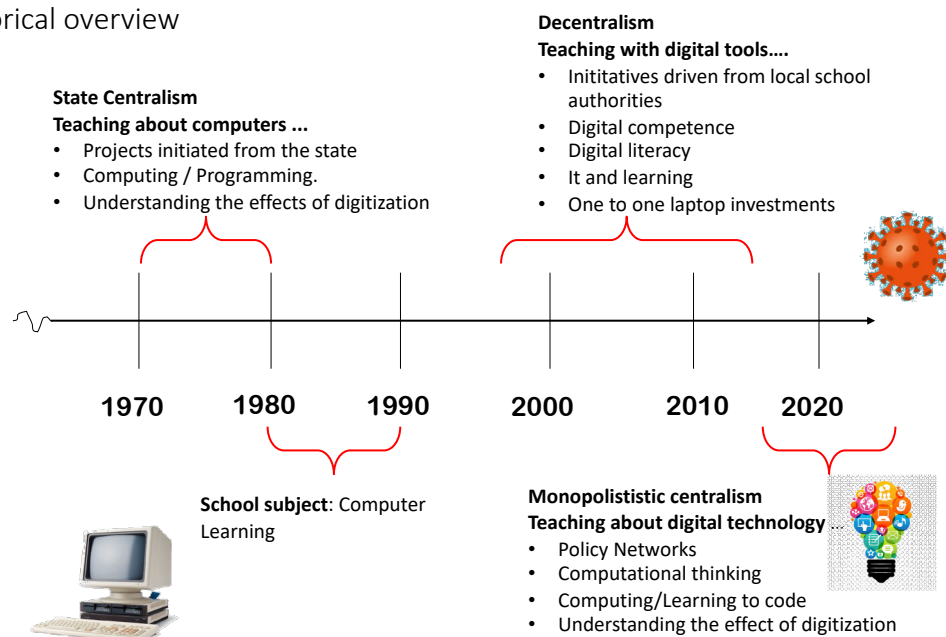 orical overview
State Centralism
Teaching about computers ...
• Projects initiated from the state
• Computing / Programming.
• Understanding the effects of digitization
Decentralism
Teaching with digital tools....
• Inititatives driven from local school
authorities
• Digital competence
• Digital literacy
• It and learning
• One to one laptop investments
1970
1980
1990
2000
2010
2020
School subject: Computer
Learning
Monopolististic centralism
Teaching about digital technology ...
• Policy Networks
• Computational thinking
• Computing/Learning to code
• Understanding the effect of digitization